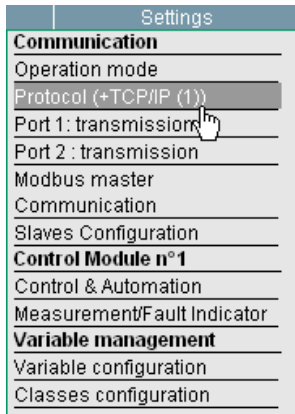 Settings
Communication
Operation mode
Protocol (+TCP/IP (1))
Port 1: transmission
Port 2 : transmission
Modbus master
Communication
Slaves Configuration
Control Module n°1
Control & Automation
Measurement/Fault Indicator
Variable management
Variable configuration
Classes configuration